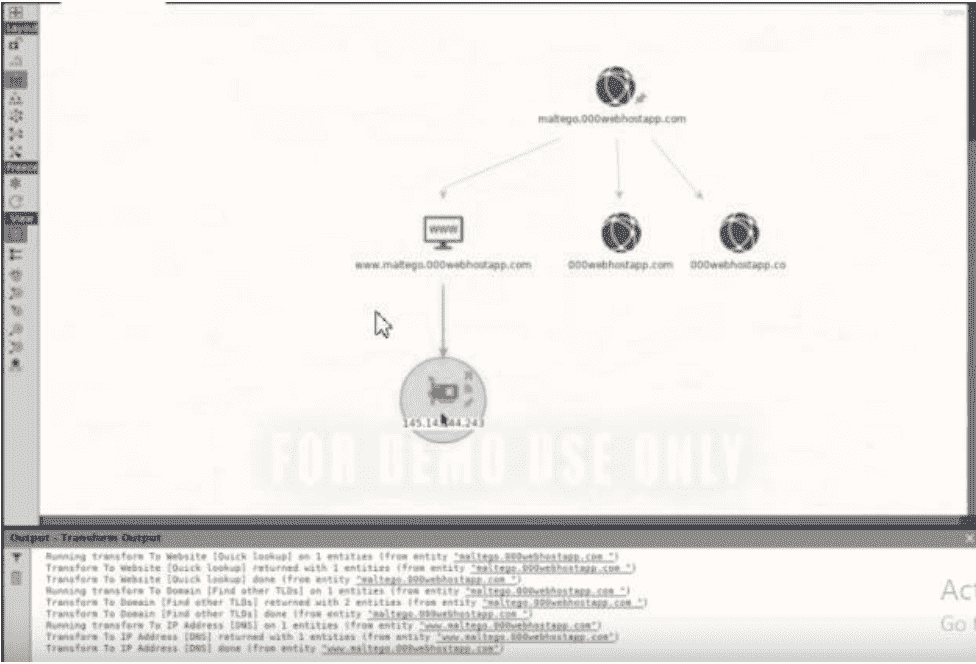 maltego.000webhostapp.com
www.maltego.000webhostapp.com
000webhostapp.com
000webhostapp.co
FOR DEMO USE ONLY
Output - Transform Output
Running transform To Website [Quick lookup] on 1 entities (from entity "maltego.000webhostapp.com ")
Transform To Website [Quick lookup] returned with 1 entities (from entity "maltego.000webhostapp.com ")
Transform To Website [Quick lookup] done (from entity "maltego.000webhostapp.com ")
Running transform To Domain [Find other TLDs] on 1 entities (from entity "maltego.000webhostapp.com ")
Transform To Domain [Find other TLDs] returned with 2 entities (from entity "maltego.000webhostapp.com ")
Transform To Domain [Find other TLDs] done (from entity "maltego.000webhostapp.com ")
Running transform To IP Address [DNS] on 1 entities (from entity "www.maltego.000webhostapp.com")
Transform To IP Address [DNS] returned with 1 entities (from entity "www.maltego.000webhostapp.com")
Transform To IP Address [DNS] done (from entity "www.maltego.000webhostapp.com")
Act
Go